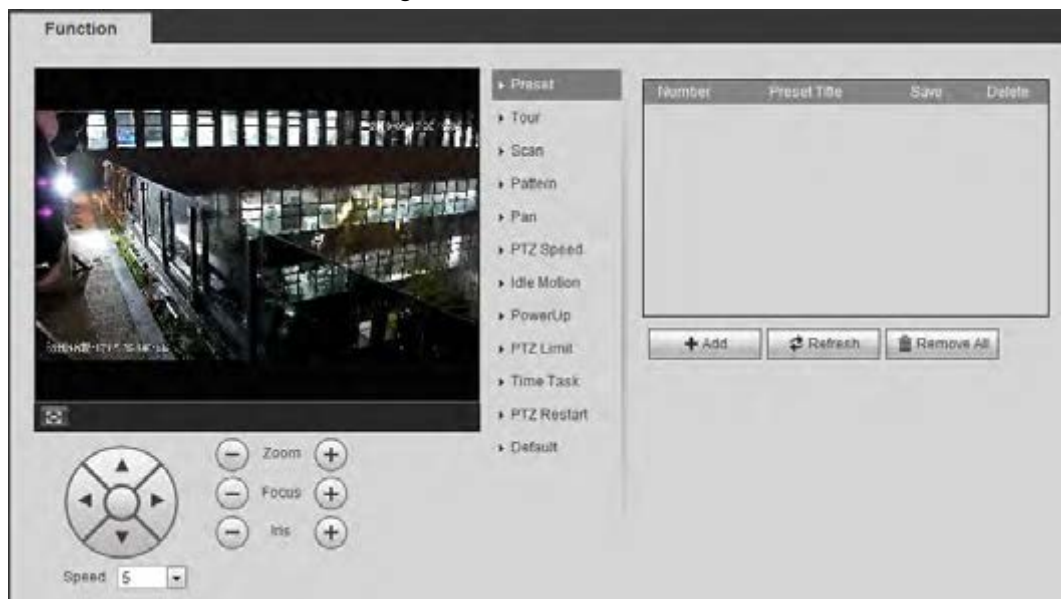 Function
Preset
Tour
Scan
Pattern
Pan
PTZ Speed
Idle Motion
PowerUp
PTZ Limit
Time Task
PTZ Restart
Default
Number Preset Title Save Delete
Add Refresh Remove All
Zoom
Focus
Iris
Speed 5